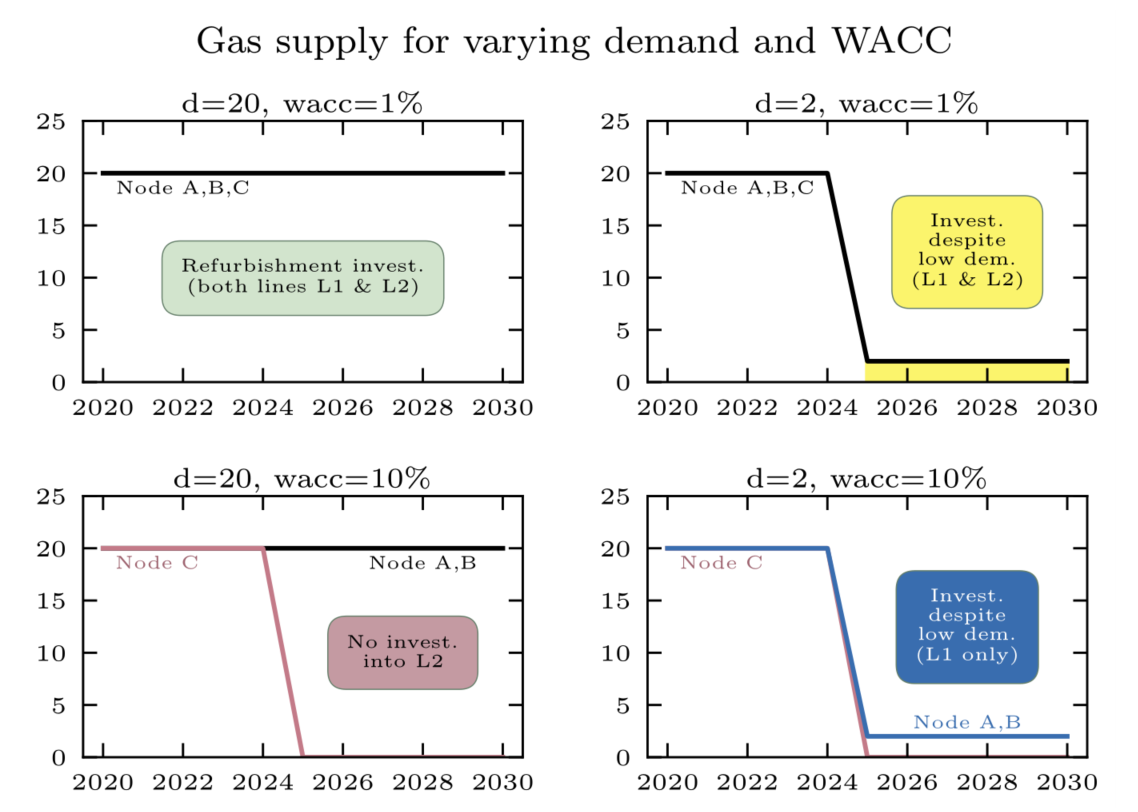 Gas supply for varying demand and WACC
d=20, wacc=1%
25
20
15
10
5
0
Node A,B,C
Refurbishment invest.
(both lines L1 & L2)
2020 2022 2024 2026 2028 2030
d=2, wacc=1%
25
20
15
10
5
0
Node A,B,C
Invest.
despite
low dem.
(L1 & L2)
2020 2022 2024 2026 2028 2030
d=20, wacc=10%
25
20
15
10
5
0
Node C
Node A,B
No invest.
into L2
2020 2022 2024 2026 2028 2030
d=2, wacc=10%
25
20
15
10
5
0
Node C
Invest.
despite
low dem.
(L1 only)
Node A,B
2020 2022 2024 2026 2028 2030